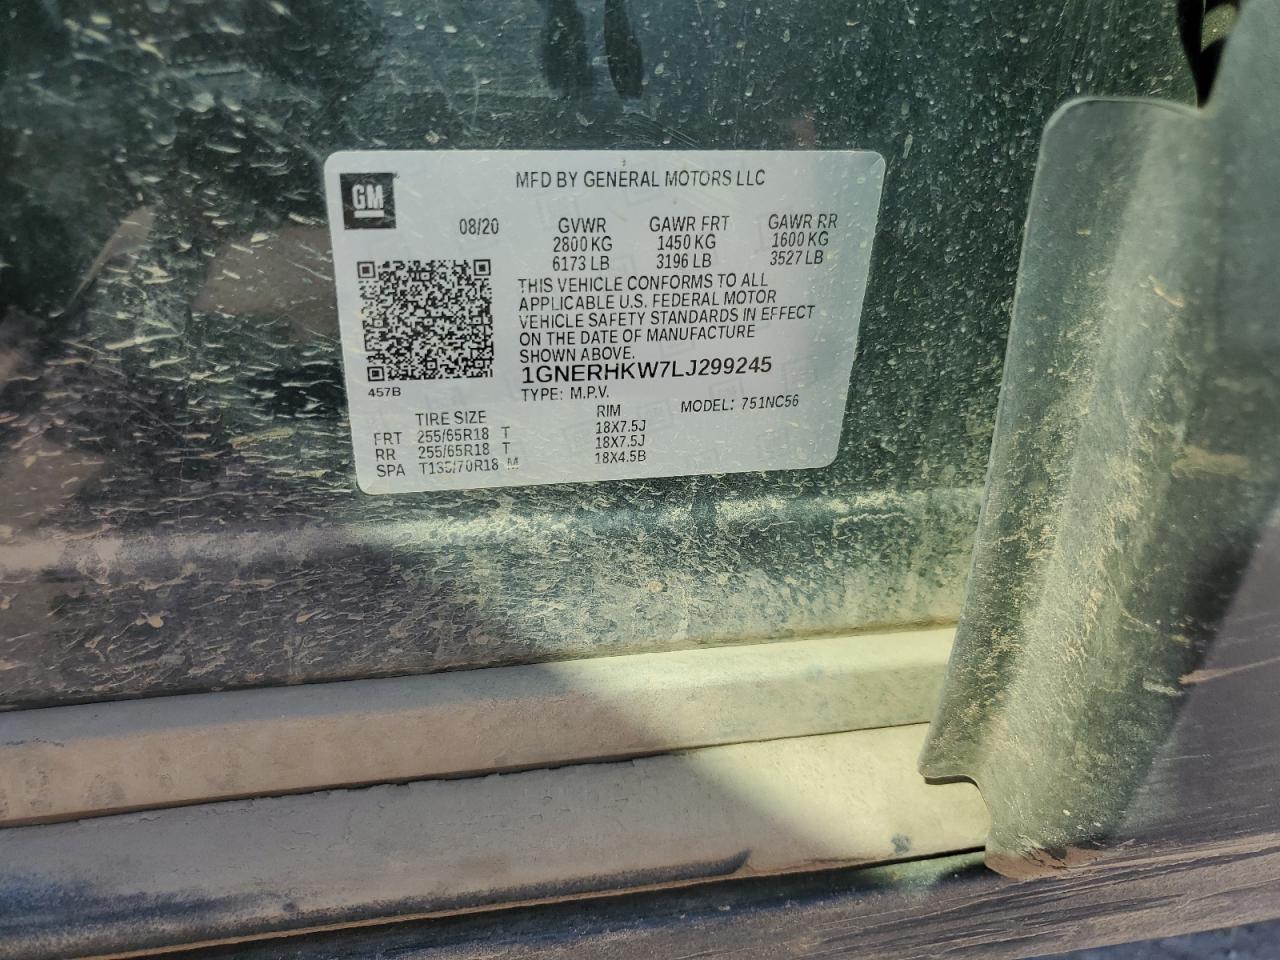 GM
MFD BY GENERAL MOTORS LLC
08/20 GVWR GAWR FRT GAWR RR
2800 KG 1450 KG 1600 KG
6173 LB 3196 LB 3527 LB
THIS VEHICLE CONFORMS TO ALL
APPLICABLE U.S. FEDERAL MOTOR
VEHICLE SAFETY STANDARDS IN EFFECT
ON THE DATE OF MANUFACTURE
SHOWN ABOVE.
1GNERHKW7LJ299245
457B
TYPE: M.P.V. MODEL: 751NC56
TIRE SIZE RIM
FRT 255/65R18 T 18X7.5J
RR 255/65R18 T 18X7.5J
SPA T135/70R18 M 18X4.5B